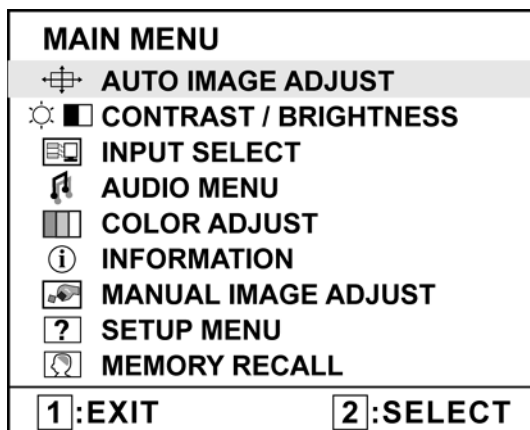 MAIN MENU
AUTO IMAGE ADJUST
CONTRAST / BRIGHTNESS
INPUT SELECT
AUDIO MENU
COLOR ADJUST
i INFORMATION
MANUAL IMAGE ADJUST
? SETUP MENU
MEMORY RECALL
1:EXIT 2:SELECT